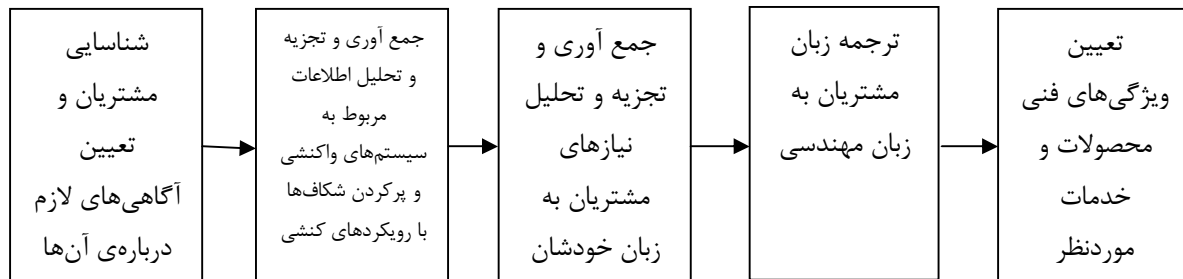 شناسایی
مشتریان و
تعیین
آگاهی‌های لازم
درباره‌ی آن‌ها
جمع آوری و تجزیه
و تحلیل اطلاعات
مربوط به
سیستم‌های واکنشی
و پرکردن شکاف‌ها
با رویکردهای کنشی
جمع آوری و
تجزیه و تحلیل
نیازهای
مشتریان به
زبان خودشان
ترجمه زبان
مشتریان به
زبان مهندسی
تعیین
ویژگی‌های فنی
محصولات و
خدمات
موردنظر